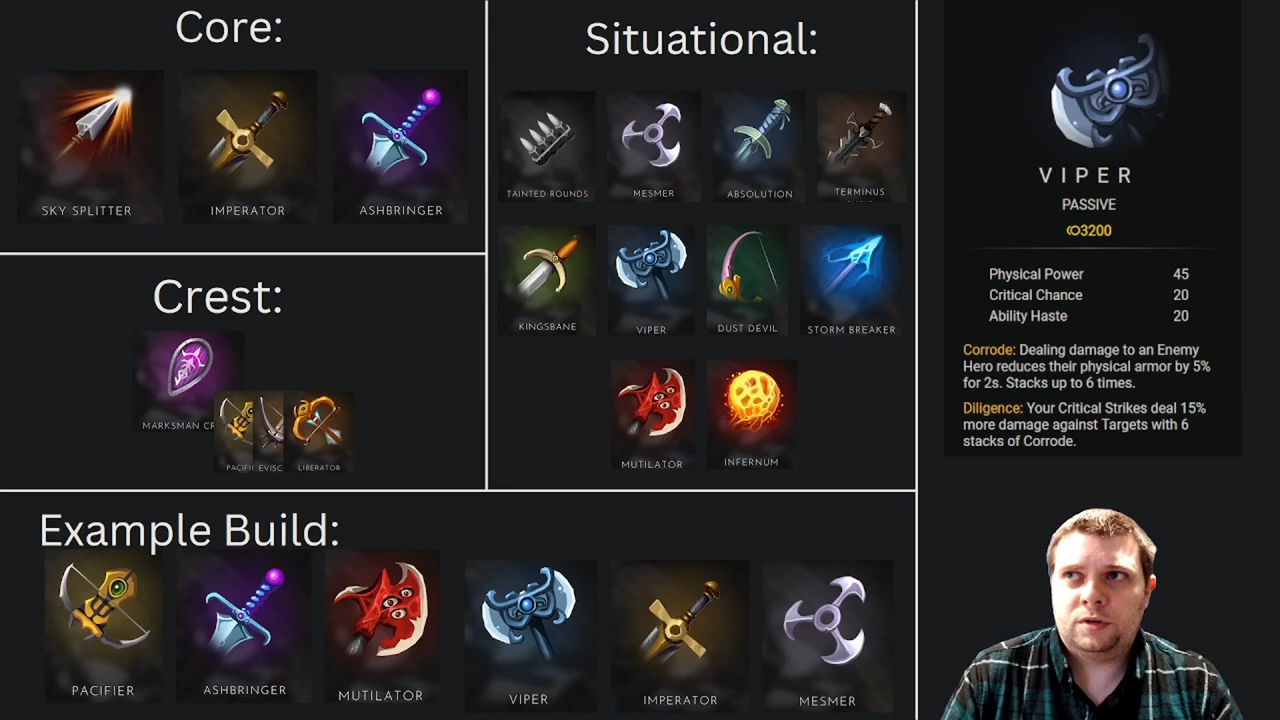 Core:
SKY SPLITTER
IMPERATOR
ASHBRINGER
Crest:
MARKSMAN CR
PACIFI
EVISC
LIBERATOR
Situational:
TAINTED ROUNDS
MESMER
ABSOLUTION
TERMINUS
KINGSBANE
VIPER
DUST DEVIL
STORM BREAKER
MUTILATOR
INFERNUM
Example Build:
PACIFIER
ASHBRINGER
MUTILATOR
VIPER
IMPERATOR
MESMER
VIPER
PASSIVE
3200
Physical Power 45
Critical Chance 20
Ability Haste 20
Corrode: Dealing damage to an Enemy
Hero reduces their physical armor by 5%
for 2s. Stacks up to 6 times.
Diligence: Your Critical Strikes deal 15%
more damage against Targets with 6
stacks of Corrode.